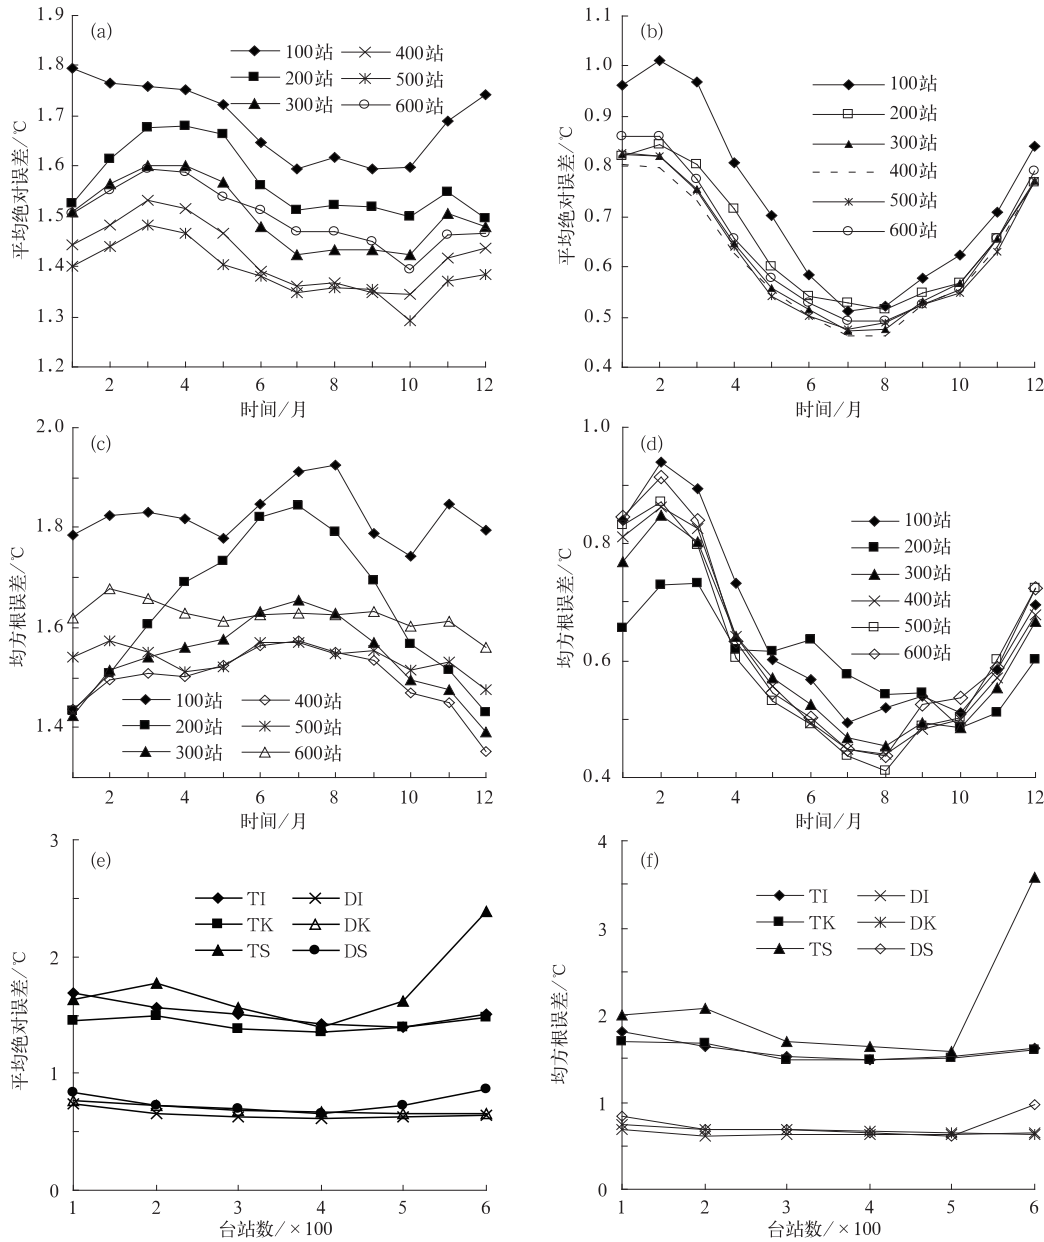 (a)
1.9
1.8
1.7
1.6
1.5
1.4
1.3
1.2
平均绝对误差/℃
100站 400站
200站 500站
300站 600站
2 4 6 8 10 12
时间/月
(b)
1.1
1.0
0.9
0.8
0.7
0.6
0.5
0.4
平均绝对误差/℃
100站
200站
300站
400站
500站
600站
2 4 6 8 10 12
时间/月
(c)
2.0
1.8
1.6
1.4
均方根误差/℃
100站 400站
200站 500站
300站 600站
2 4 6 8 10 12
时间/月
(d)
1.0
0.8
0.6
0.4
均方根误差/℃
100站
200站
300站
400站
500站
600站
2 4 6 8 10 12
时间/月
(e)
3
2
1
0
平均绝对误差/℃
TI DI
TK DK
TS DS
1 2 3 4 5 6
台站数/×100
(f)
4
3
2
1
0
均方根误差/℃
TI DI
TK DK
TS DS
1 2 3 4 5 6
台站数/×100